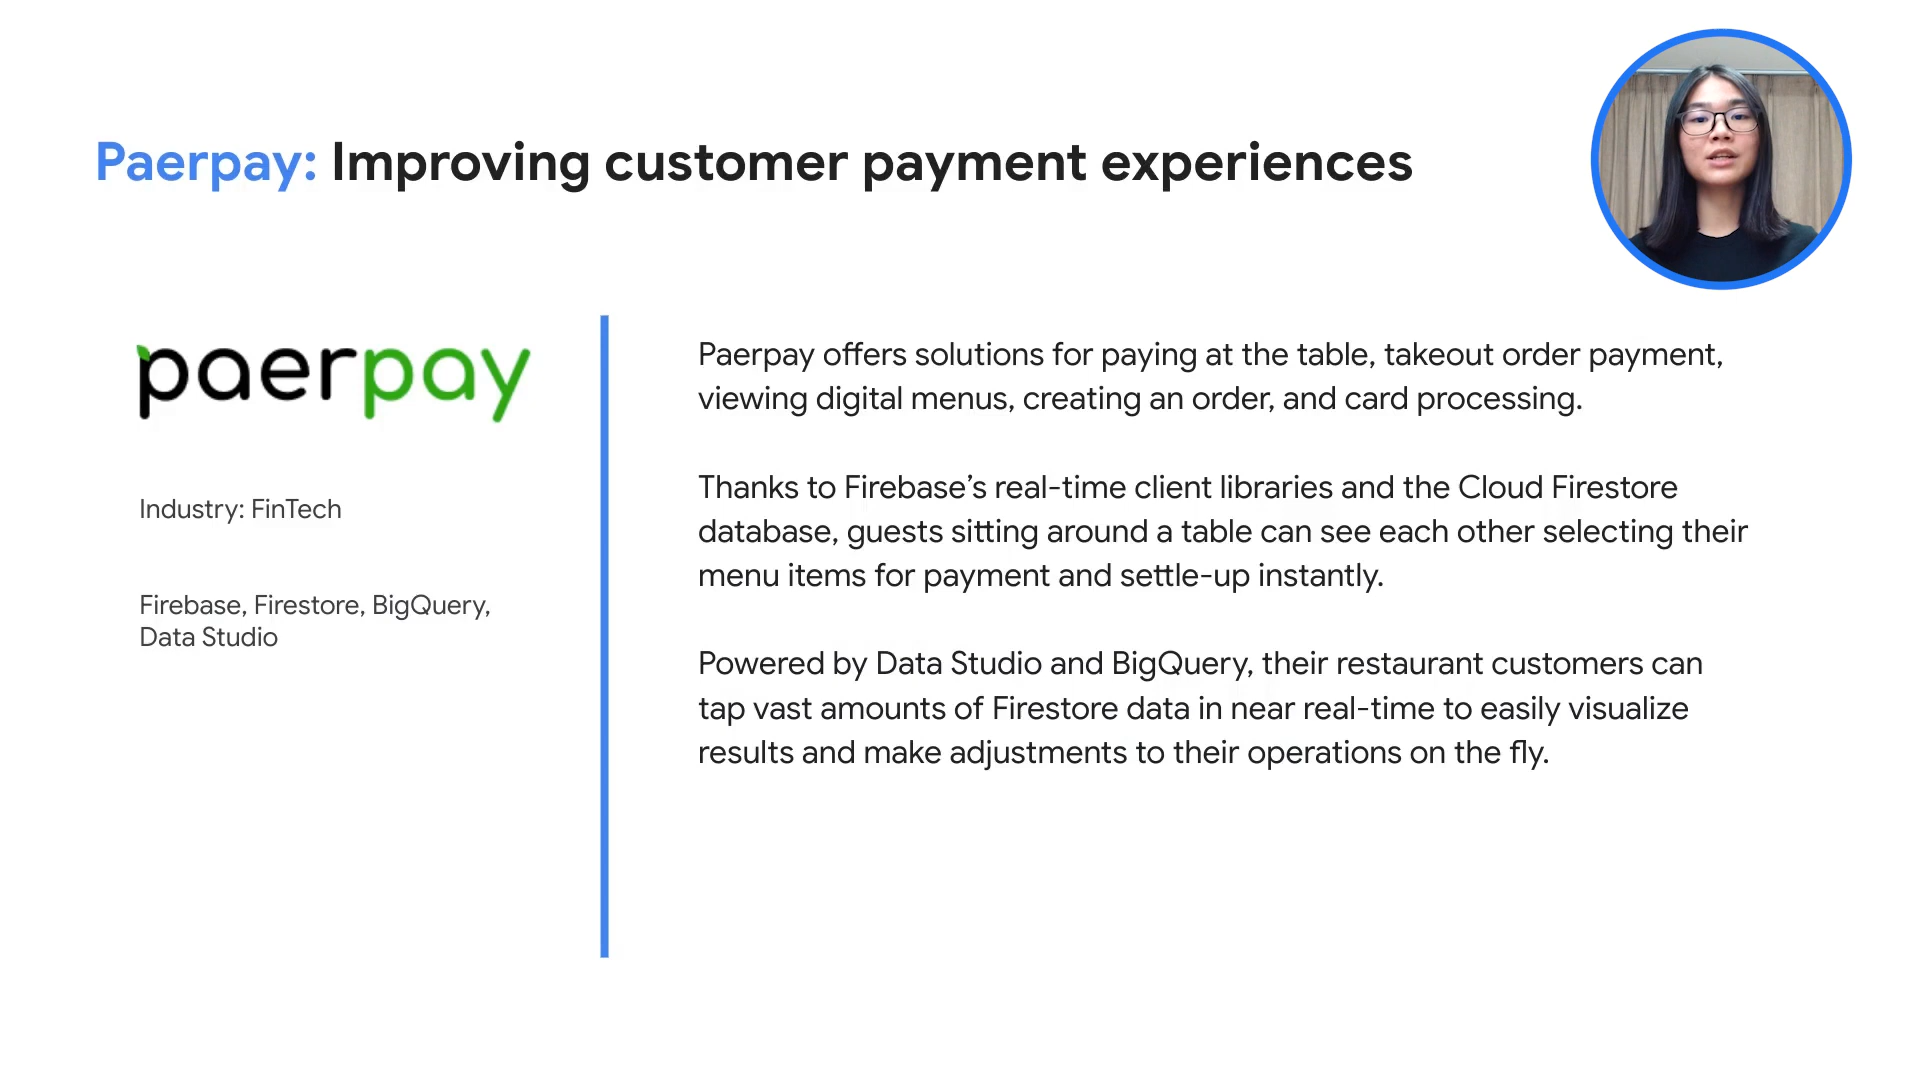 Paerpay: Improving customer payment experiences
paerpay
Industry: FinTech
Firebase, Firestore, BigQuery,
Data Studio
Paerpay offers solutions for paying at the table, takeout order payment,
viewing digital menus, creating an order, and card processing.
Thanks to Firebase’s real-time client libraries and the Cloud Firestore
database, guests sitting around a table can see each other selecting their
menu items for payment and settle-up instantly.
Powered by Data Studio and BigQuery, their restaurant customers can
tap vast amounts of Firestore data in near real-time to easily visualize
results and make adjustments to their operations on the fly.